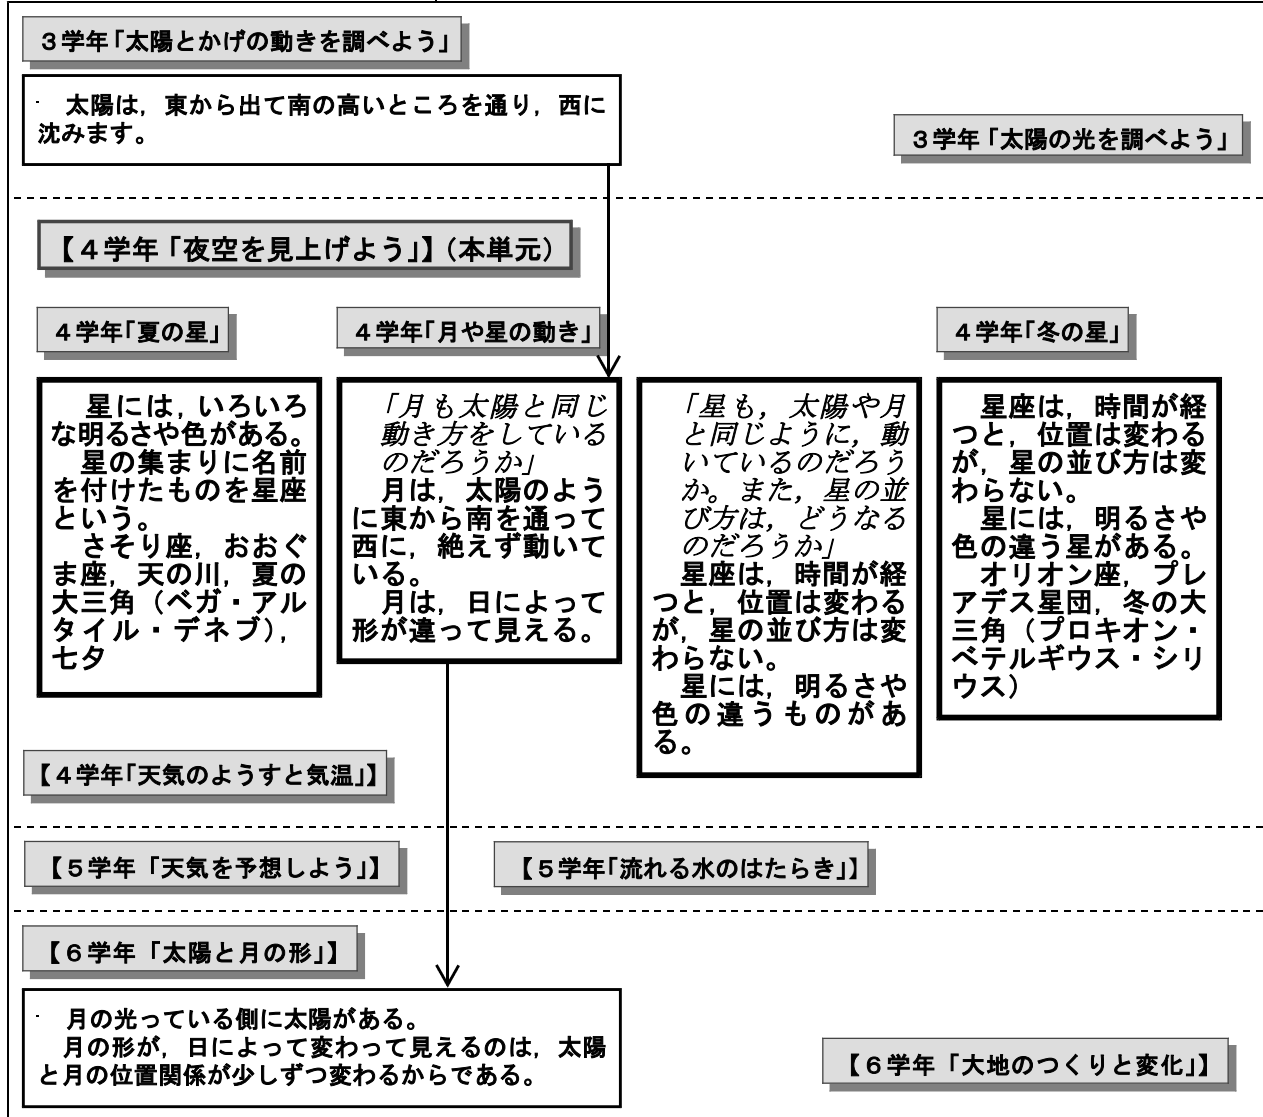 ３学年「太陽とかげの動きを調べよう」
・　太陽は，東から出て南の高いところを通り，西に
沈みます。
３学年「太陽の光を調べよう」
【４学年「夜空を見上げよう」】（本単元）
４学年「夏の星」
４学年「月や星の動き」
４学年「冬の星」
星には，いろいろ
な明るさや色がある。
星の集まりに名前
を付けたものを星座
という。
さそり座，おおぐ
ま座，天の川，夏の
大三角（ベガ・アル
タイル・デネブ），
七夕
「月も太陽と同じ
動き方をしている
のだろうか」
月は，太陽のよう
に東から南を通って
西に，絶えず動いて
いる。
月は，日によって
形が違って見える。
「星も，太陽や月
と同じように，動
いているのだろう
か。また，星の並
び方は，どうなる
のだろうか」
星座は，時間が経
つと，位置は変わる
が，星の並び方は変
わらない。
星には，明るさや
色の違うものがあ
る。
星座は，時間が経
つと，位置は変わる
が，星の並び方は変
わらない。
星には，明るさや
色の違う星がある。
オリオン座，プレ
アデス星団，冬の大
三角（プロキオン・
ベテルギウス・シリ
ウス）
【４学年「天気のようすと気温」】
【５学年「天気を予想しよう」】
【５学年「流れる水のはたらき」】
【６学年「太陽と月の形」】
・　月の光っている側に太陽がある。
月の形が，日によって変わって見えるのは，太陽
と月の位置関係が少しずつ変わるからである。
【６学年「大地のつくりと変化」】